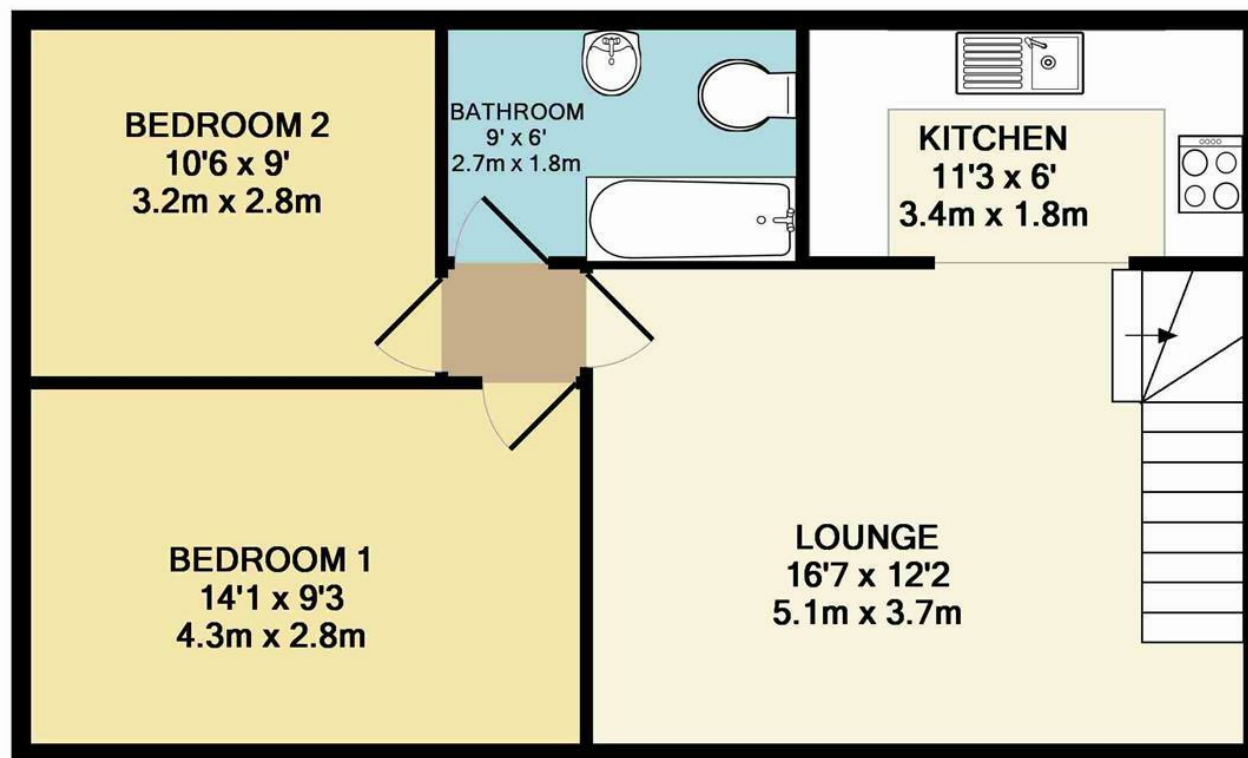 BEDROOM 2
10'6 x 9'
3.2m x 2.8m
BATHROOM
9' x 6'
2.7m x 1.8m
KITCHEN
11'3 x 6'
3.4m x 1.8m
BEDROOM 1
14'1 x 9'3
4.3m x 2.8m
LOUNGE
16'7 x 12'2
5.1m x 3.7m